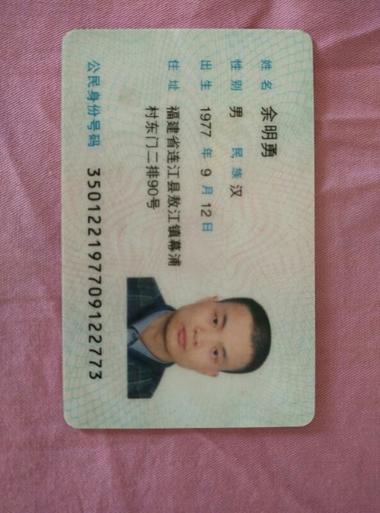 姓名 余明勇
性别 男 民族 汉
出生 1977 年 9 月 12 日
住址 福建省连江县敖江镇幕浦
村东门二排90号
公民身份号码 350122197709122773